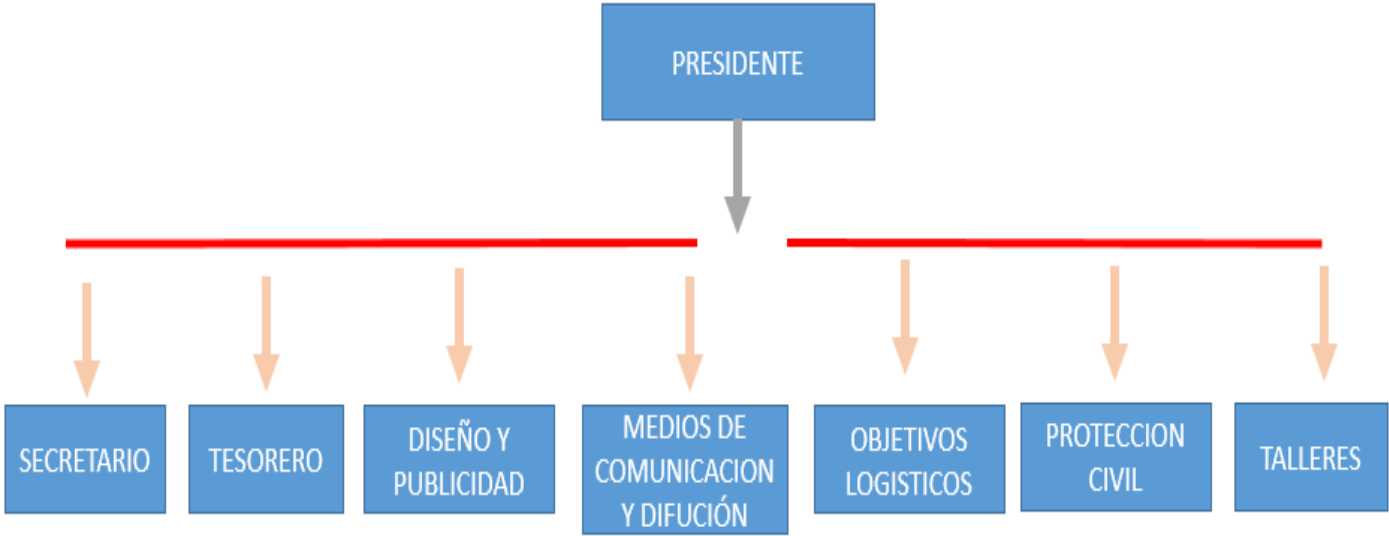 PRESIDENTE
SECRETARIO
TESORERO
DISEÑO Y
PUBLICIDAD
MEDIOS DE
COMUNICACION
Y DIFUCIÓN
OBJETIVOS
LOGISTICOS
PROTECCION
CIVIL
TALLERES